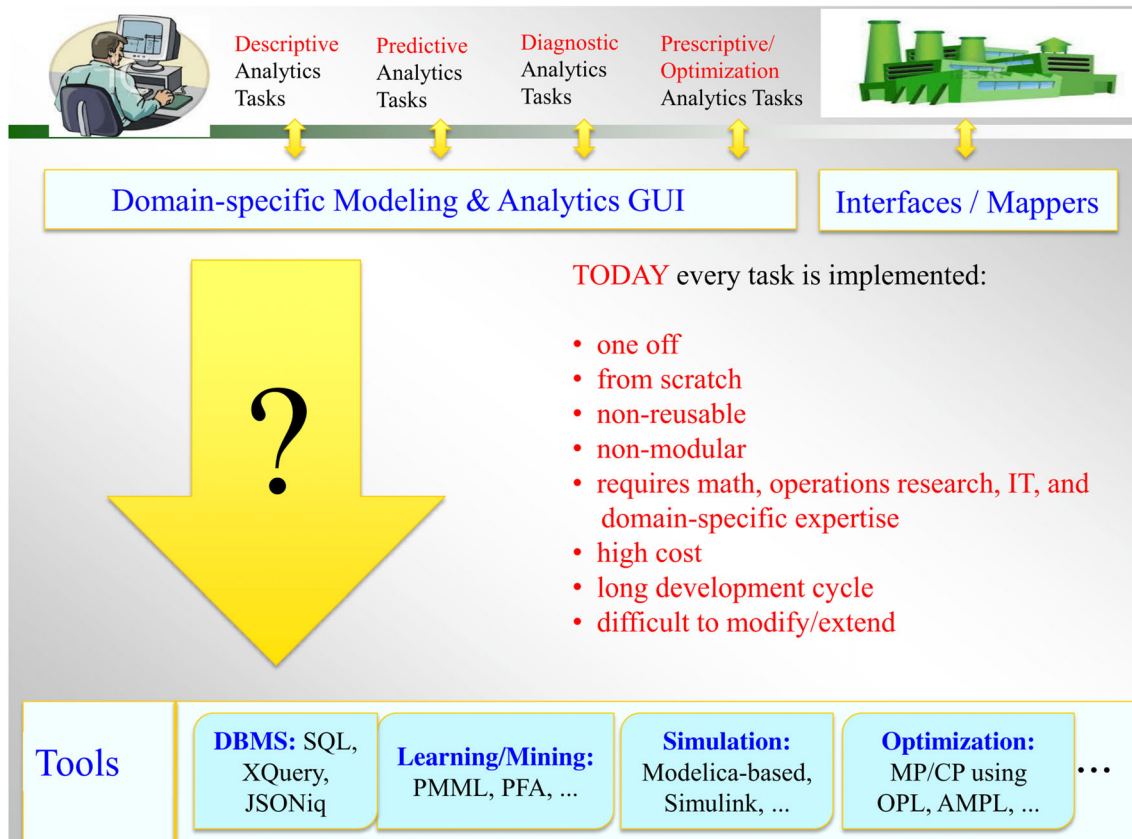 Descriptive
Analytics
Tasks
Predictive
Analytics
Tasks
Diagnostic
Analytics
Tasks
Prescriptive/
Optimization
Analytics Tasks
Domain-specific Modeling & Analytics GUI
Interfaces / Mappers
TODAY every task is implemented:
• one off
• from scratch
• non-reusable
• non-modular
• requires math, operations research, IT, and
domain-specific expertise
• high cost
• long development cycle
• difficult to modify/extend
?
Tools
DBMS: SQL,
XQuery,
JSONiq
Learning/Mining:
PMML, PFA, ...
Simulation:
Modelica-based,
Simulink, ...
Optimization:
MP/CP using
OPL, AMPL, ...
...